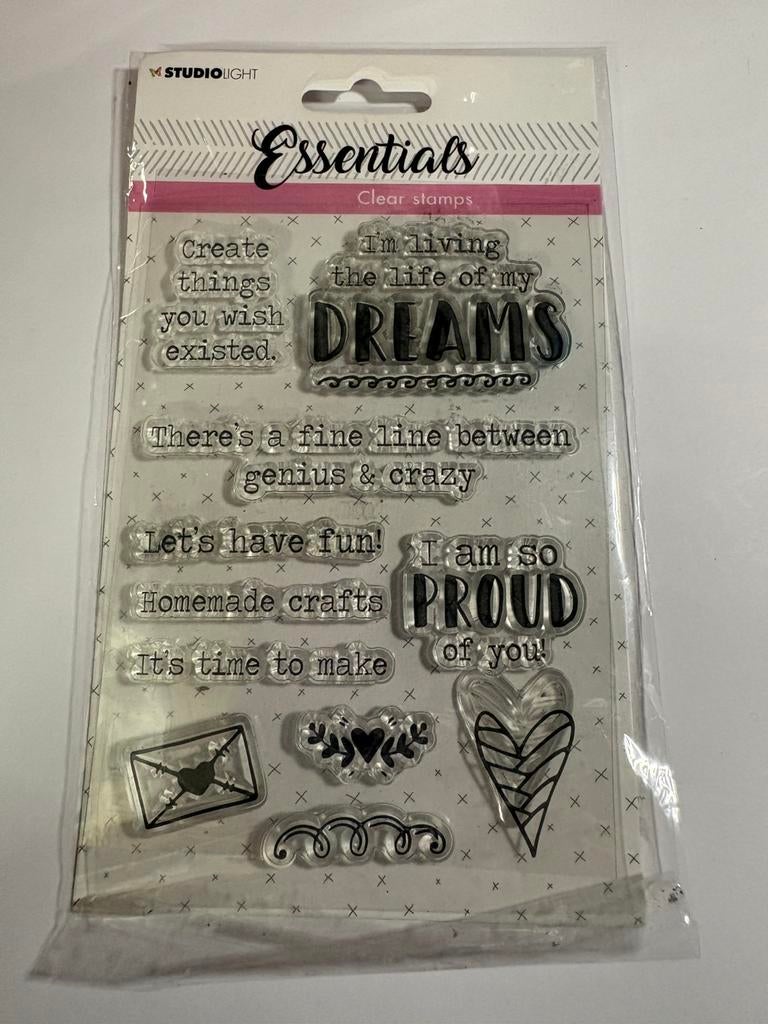 STUDIOLIGHT
Essentials
Clear stamps
Create
things
you wish
existed.
I'm living
the life of my
DREAMS
There's a fine line between
genius & crazy
Let's have fun!
Homemade crafts
It's time to make
I am so
PROUD
of you!